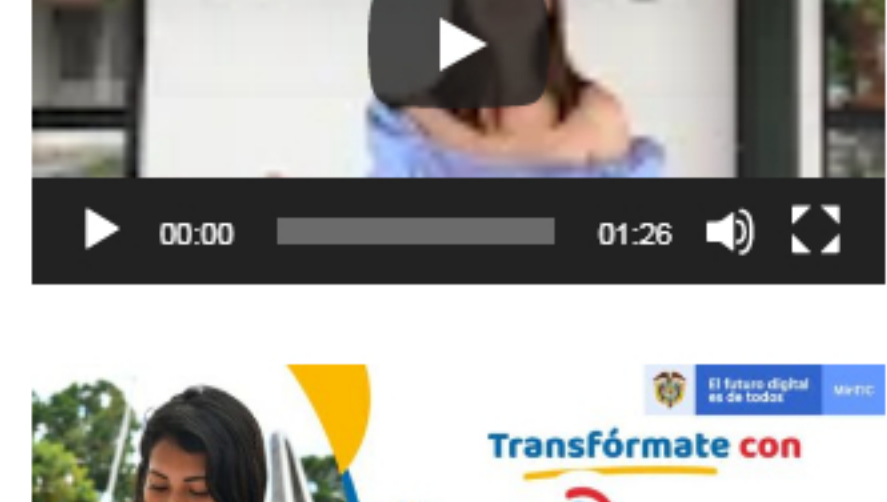 00:00
01:26
El futuro digital
es de todos
MinTIC
Transfórmate con